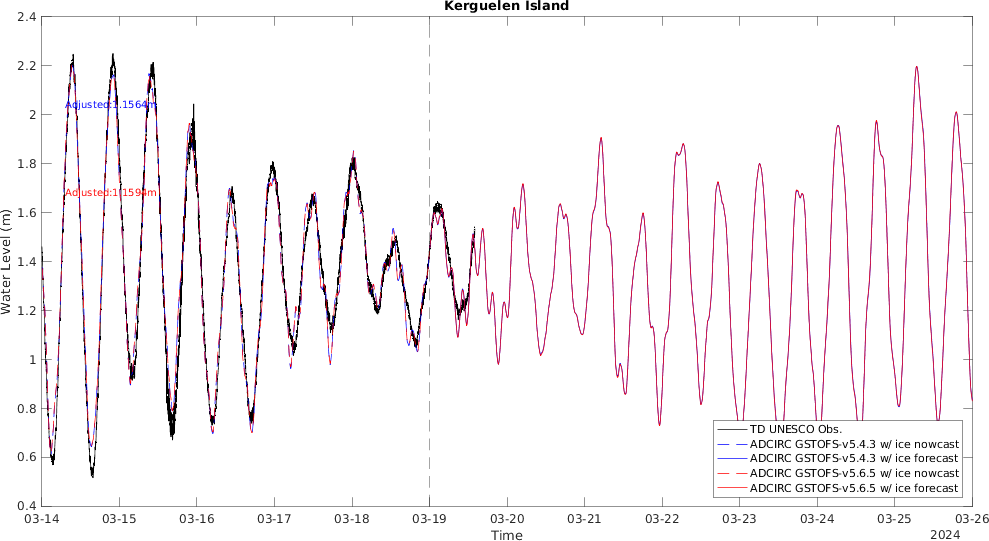 Kerguelen Island
Water Level (m)
2.4
2.2
2
1.8
1.6
1.4
1.2
1
0.8
0.6
0.4
Adjusted:1.1564m
Adjusted:1.1594m
TD UNESCO Obs.
ADCIRC GSTOFS-v5.4.3 w/ ice nowcast
ADCIRC GSTOFS-v5.4.3 w/ ice forecast
ADCIRC GSTOFS-v5.6.5 w/ ice nowcast
ADCIRC GSTOFS-v5.6.5 w/ ice forecast
03-14 03-15 03-16 03-17 03-18 03-19 03-20 03-21 03-22 03-23 03-24 03-25 03-26
Time
2024